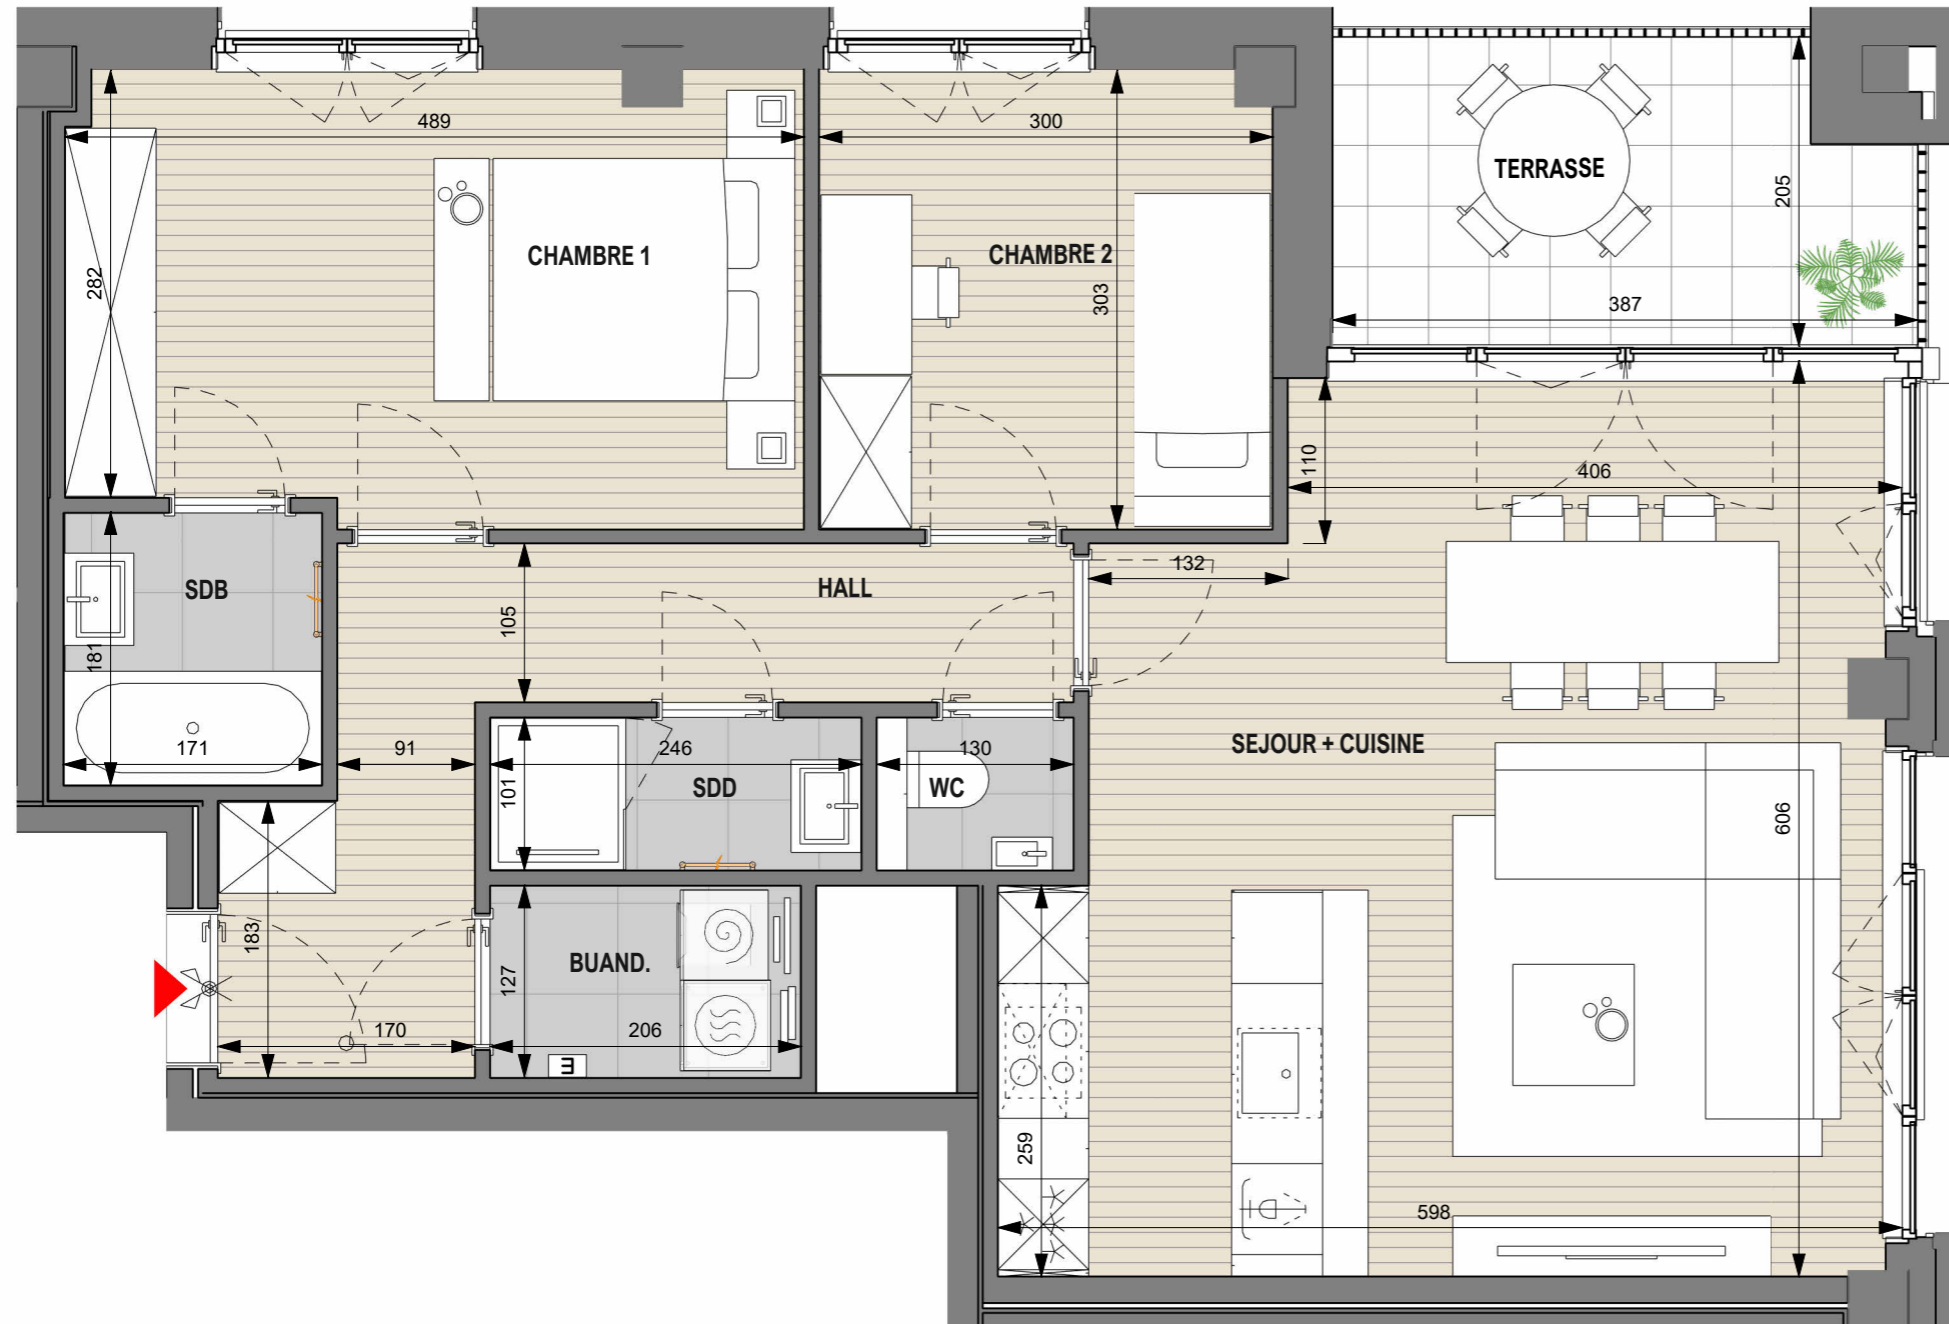 489
300
TERRASSE
205
CHAMBRE 1
CHAMBRE 2
282
303
387
110
406
132
SDB
HALL
105
181
171
91
246
130
SEJOUR + CUISINE
101
SDD
WC
606
183
BUAND.
127
170
206
E
259
598